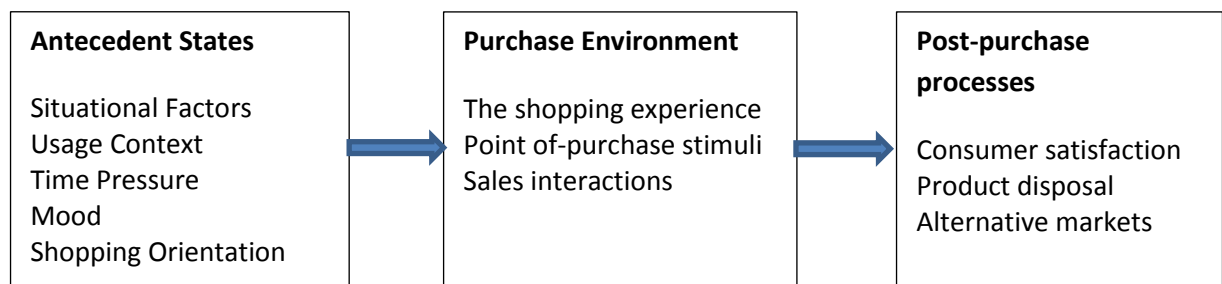 Antecedent States
Situational Factors
Usage Context
Time Pressure
Mood
Shopping Orientation
Purchase Environment
The shopping experience
Point of-purchase stimuli
Sales interactions
Post-purchase
processes
Consumer satisfaction
Product disposal
Alternative markets